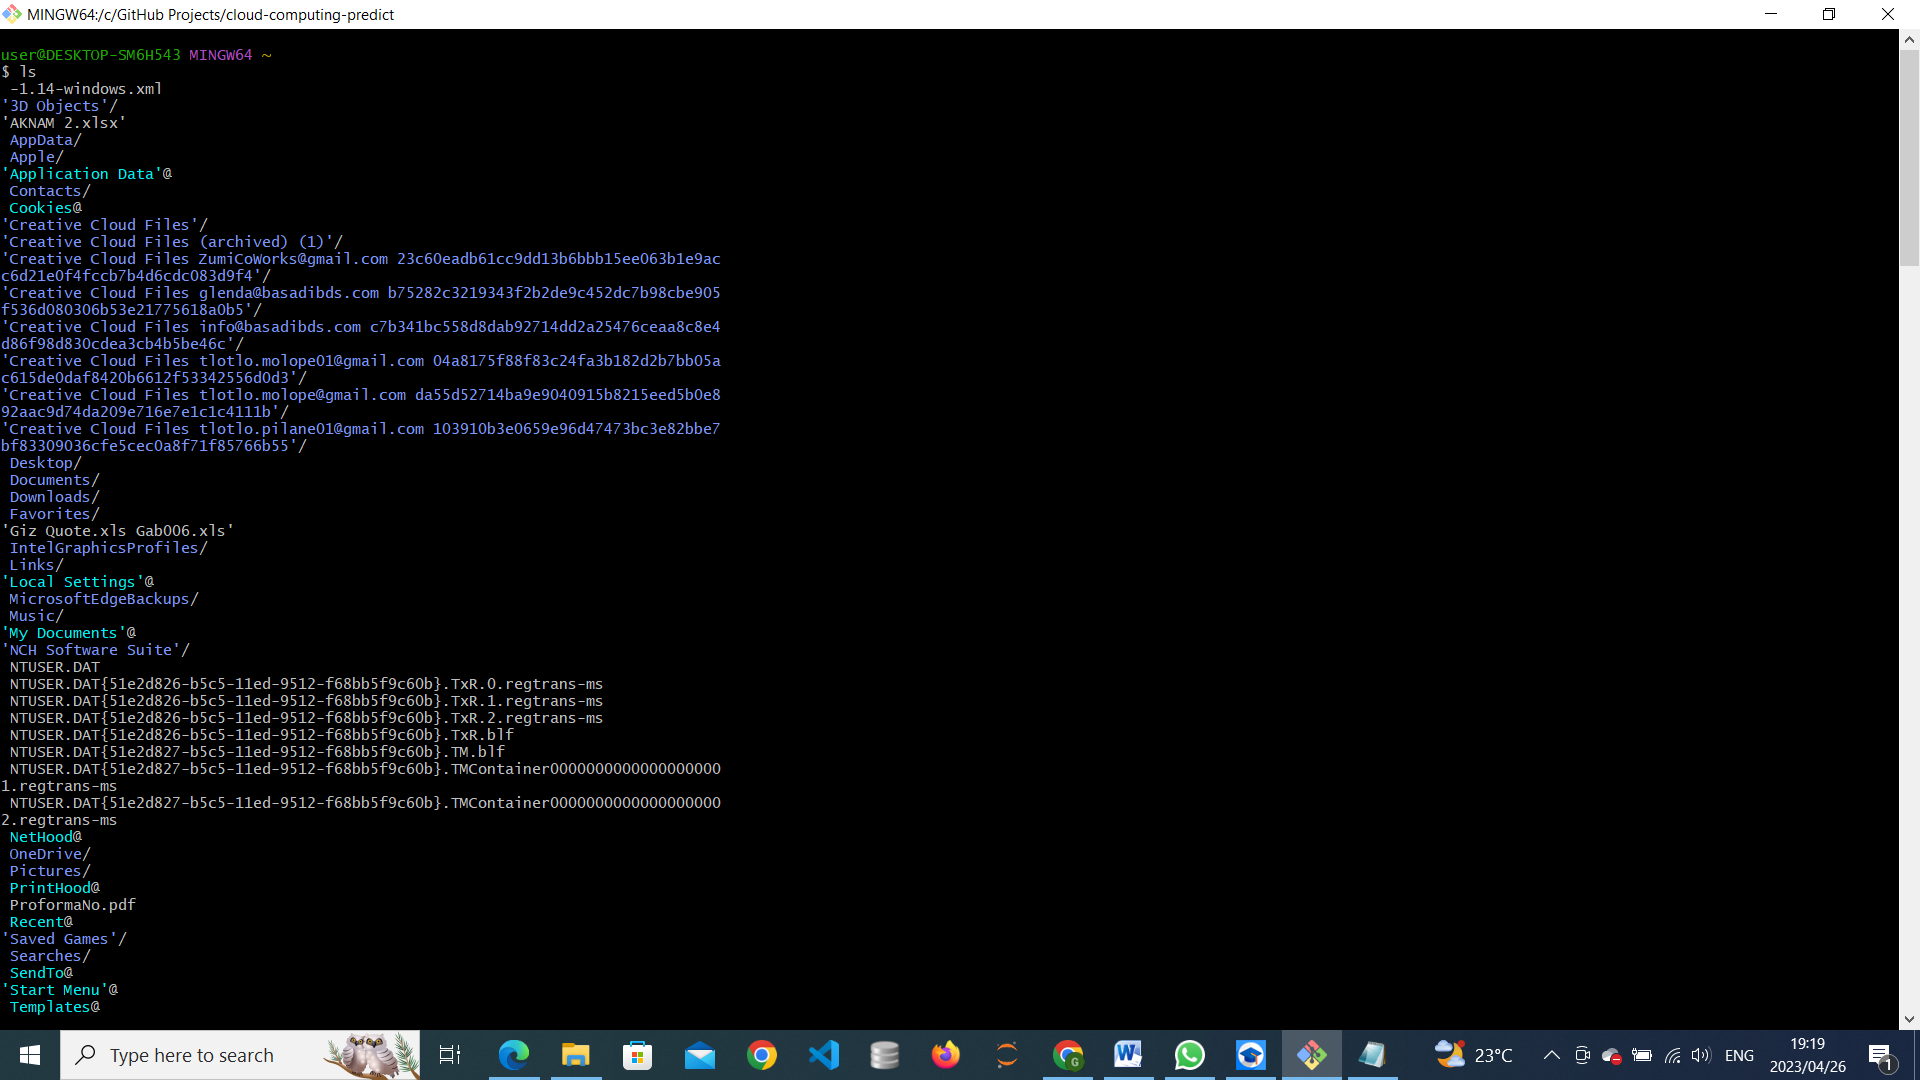 MINGW64:/c/GitHub Projects/cloud-computing-predict
user@DESKTOP-SM6H543 MINGW64 ~
$ ls
-1.14-windows.xml
'3D Objects'/
'AKNAM 2.xlsx'
AppData/
Apple/
'Application Data'@
Contacts/
Cookies@
'Creative Cloud Files'/
'Creative Cloud Files (archived) (1)'/
'Creative Cloud Files ZumiCoWorks@gmail.com 23c60eadb61cc9dd13b6bbb15ee063b1e9ac
c6d21e0f4fccb7b4d6cdc083d9f4'/
'Creative Cloud Files glenda@basadibds.com b75282c3219343f2b2de9c452dc7b98cbe905
f536d080306b53e21775618a0b5'/
'Creative Cloud Files info@basadibds.com c7b341bc558d8dab92714dd2a25476ceaa8c8e4
d86f98d830cdea3cb4b5be46c'/
'Creative Cloud Files tlotlo.molope01@gmail.com 04a8175f88f83c24fa3b182d2b7bb05a
c615de0daf8420b6612f53342556d0d3'/
'Creative Cloud Files tlotlo.molope@gmail.com da55d52714ba9e9040915b8215eed5b0e8
92aac9d74da209e716e7e1c1c4111b'/
'Creative Cloud Files tlotlo.pilane01@gmail.com 103910b3e0659e96d47473bc3e82bbe7
bf83309036cfe5cec0a8f71f85766b55'/
Desktop/
Documents/
Downloads/
Favorites/
'Giz Quote.xls Gab006.xls'
IntelGraphicsProfiles/
Links/
'Local Settings'@
MicrosoftEdgeBackups/
Music/
'My Documents'@
'NCH Software Suite'/
NTUSER.DAT
NTUSER.DAT{51e2d826-b5c5-11ed-9512-f68bb5f9c60b}.TxR.0.regtrans-ms
NTUSER.DAT{51e2d826-b5c5-11ed-9512-f68bb5f9c60b}.TxR.1.regtrans-ms
NTUSER.DAT{51e2d826-b5c5-11ed-9512-f68bb5f9c60b}.TxR.2.regtrans-ms
NTUSER.DAT{51e2d826-b5c5-11ed-9512-f68bb5f9c60b}.TxR.blf
NTUSER.DAT{51e2d827-b5c5-11ed-9512-f68bb5f9c60b}.TM.blf
NTUSER.DAT{51e2d827-b5c5-11ed-9512-f68bb5f9c60b}.TMContainer0000000000000000000
1.regtrans-ms
NTUSER.DAT{51e2d827-b5c5-11ed-9512-f68bb5f9c60b}.TMContainer0000000000000000000
2.regtrans-ms
NetHood@
OneDrive/
Pictures/
PrintHood@
ProformaNo.pdf
Recent@
'Saved Games'/
Searches/
SendTo@
'Start Menu'@
Templates@
Type here to search
23°C
ENG
19:19
2023/04/26
1